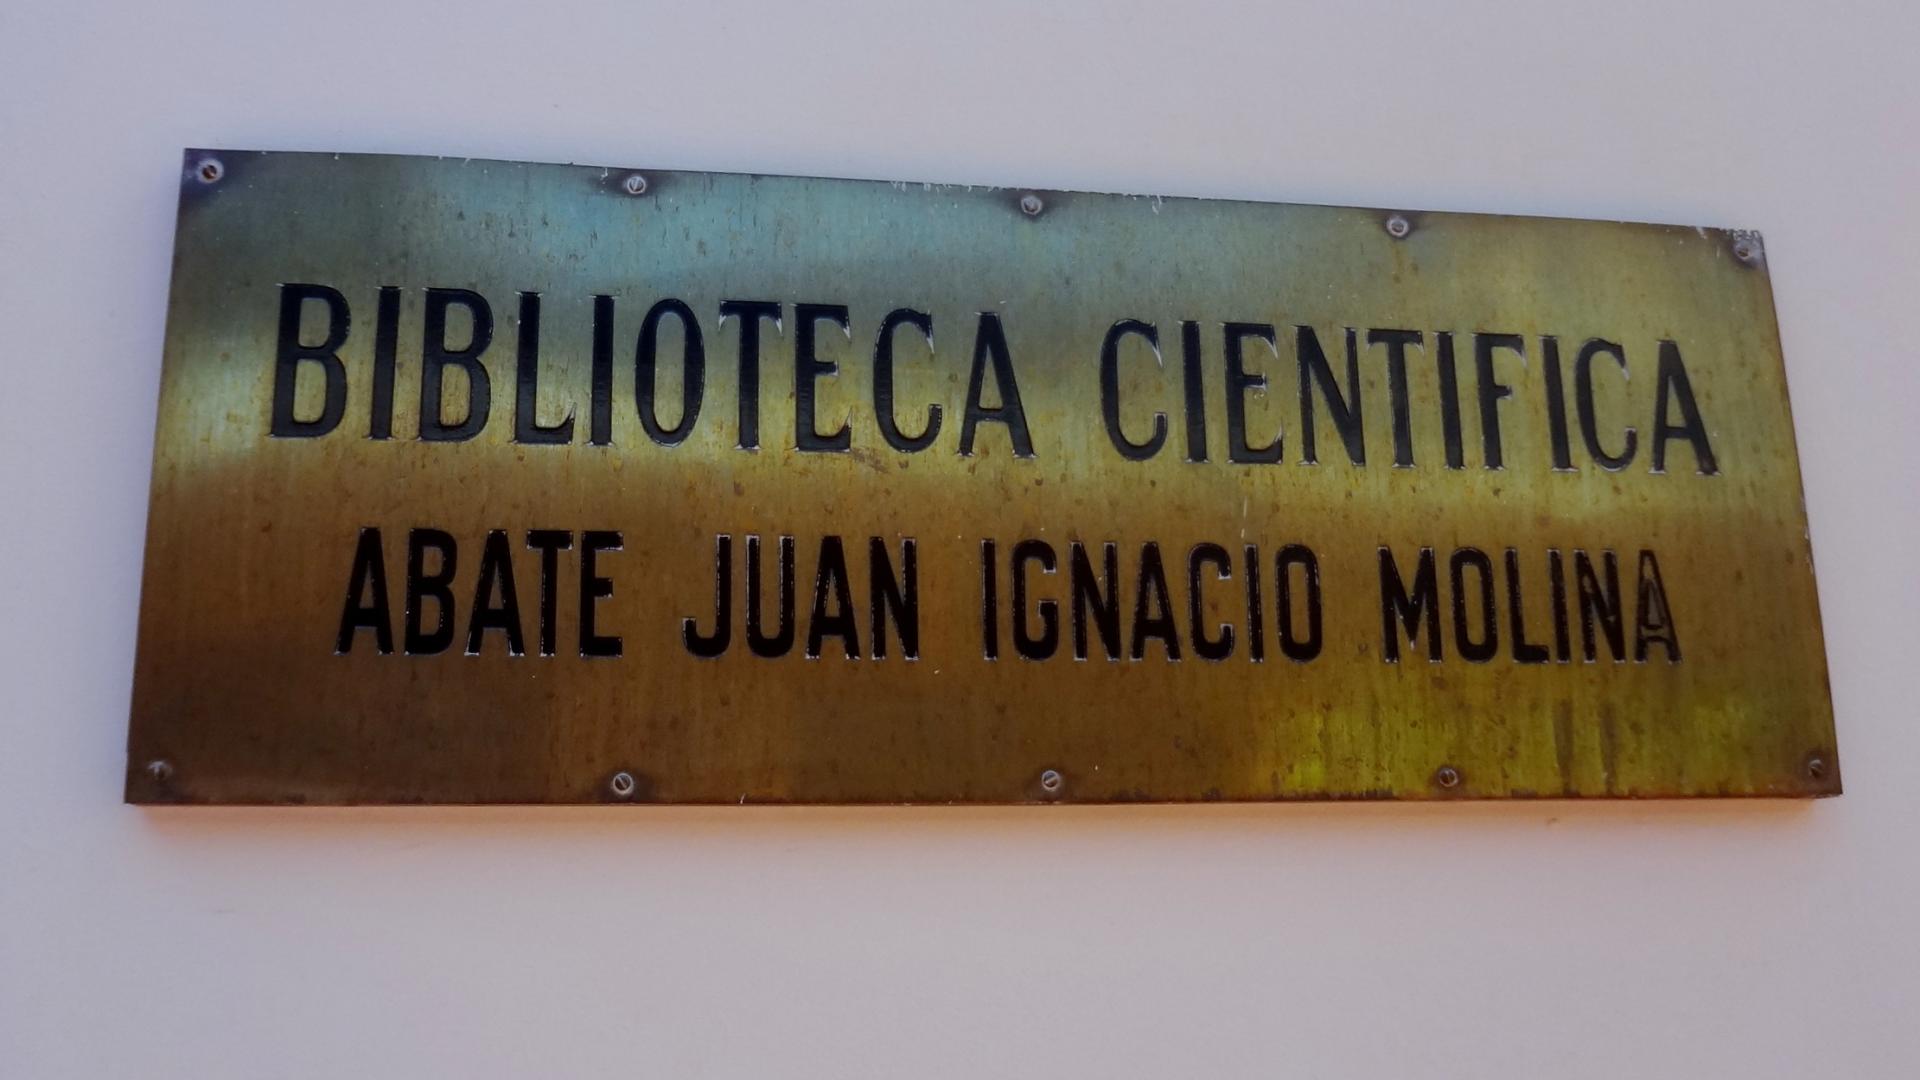 BIBLIOTECA CIENTIFICA
ABATE JUAN IGNACIO MOLINA